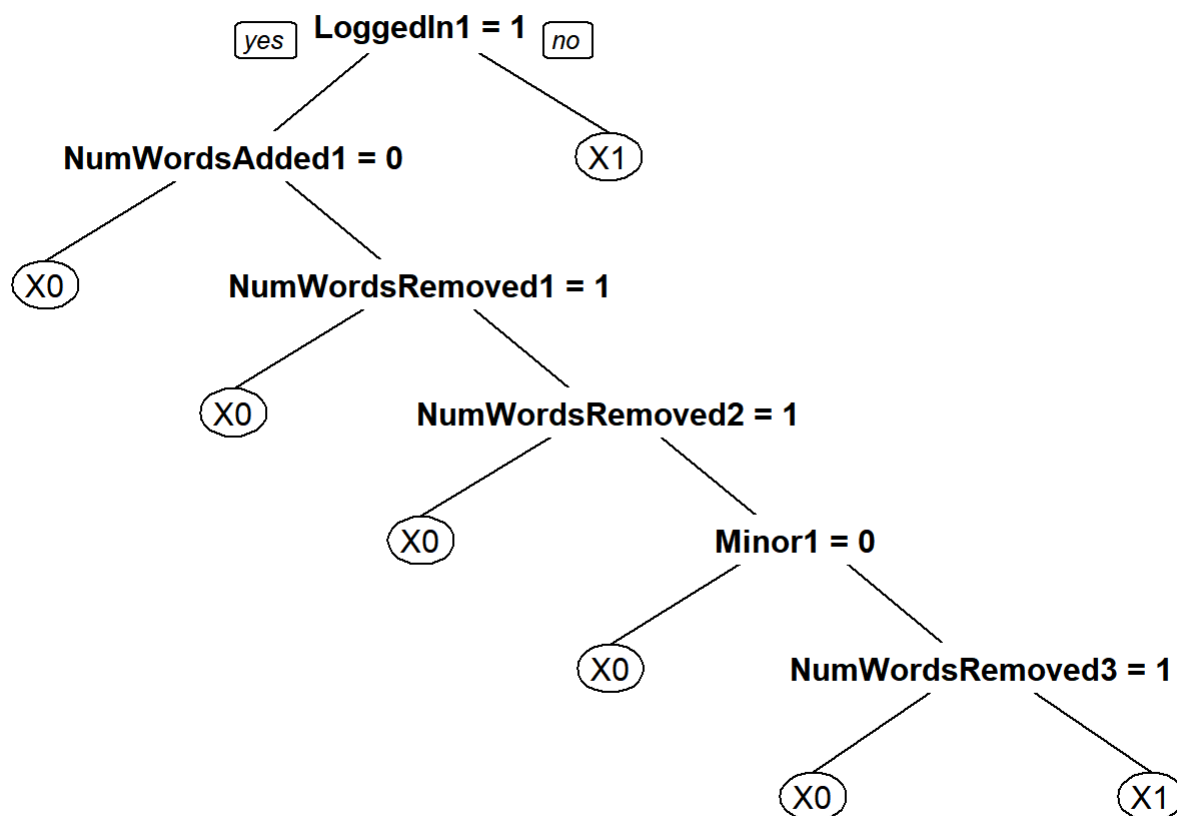 yes LoggedIn1 = 1 no
NumWordsAdded1 = 0
X1
X0
NumWordsRemoved1 = 1
X0
NumWordsRemoved2 = 1
X0
Minor1 = 0
X0
NumWordsRemoved3 = 1
X0
X1